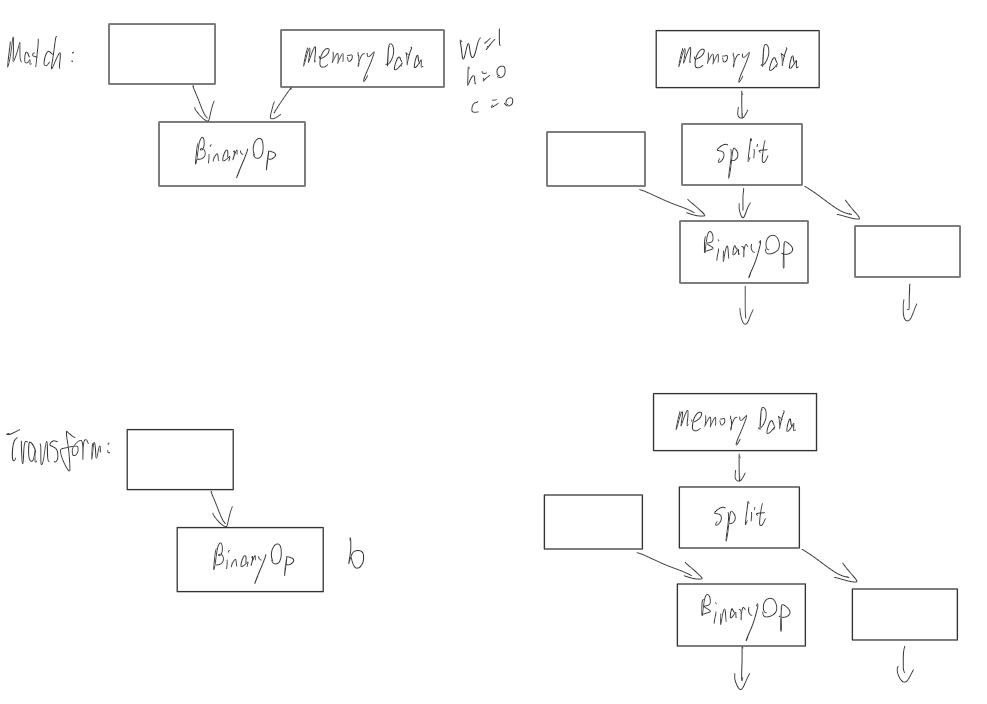 Match:
Memory Data
W=1
h=0
c=0
BinaryOp
Memory Data
split
BinaryOp
Transform:
BinaryOp
b
Memory Data
split
BinaryOp